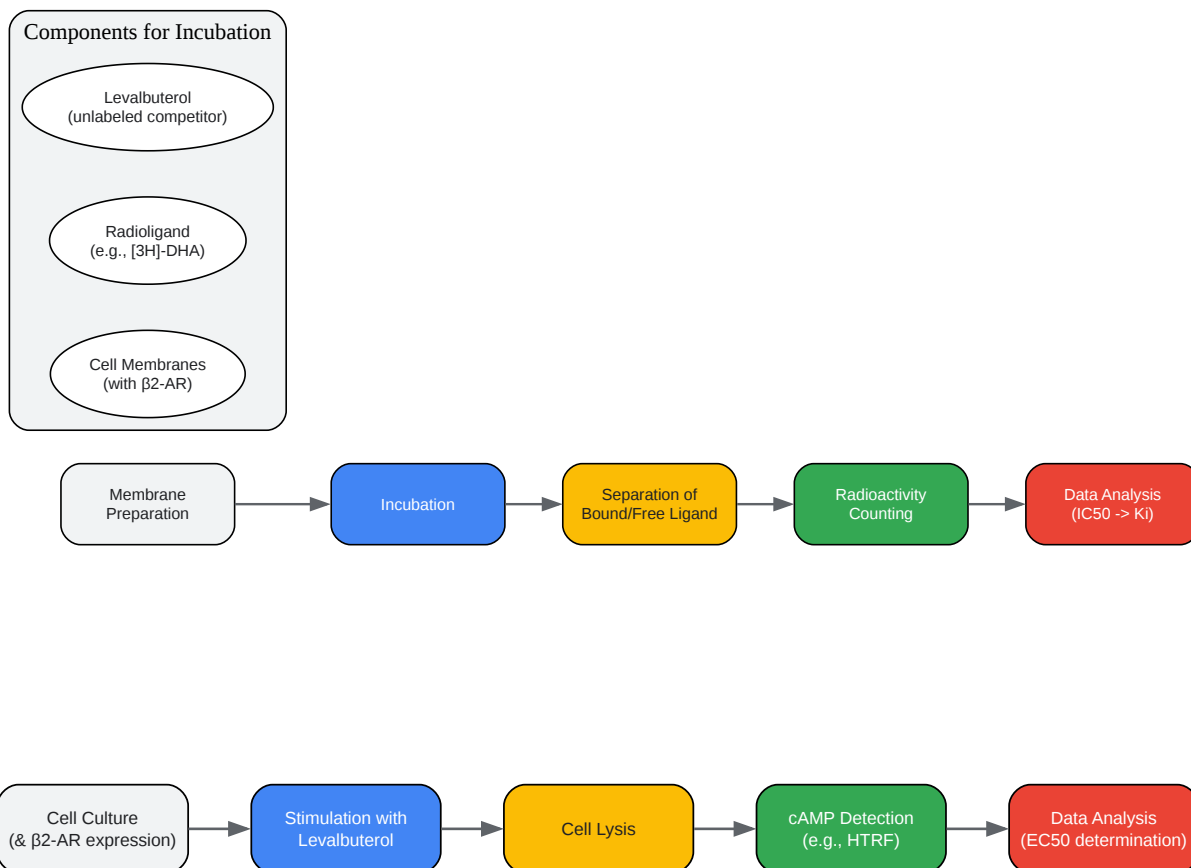 Components for Incubation
Levalbuterol
(unlabeled competitor)
Radioligand
(e.g., [3H]-DHA)
Cell Membranes
(with β2-AR)
Membrane
Preparation
Incubation
Separation of
Bound/Free Ligand
Radioactivity
Counting
Data Analysis
(IC50 -> Ki)
Cell Culture
(& β2-AR expression)
Stimulation with
Levalbuterol
Cell Lysis
cAMP Detection
(e.g., HTRF)
Data Analysis
(EC50 determination)